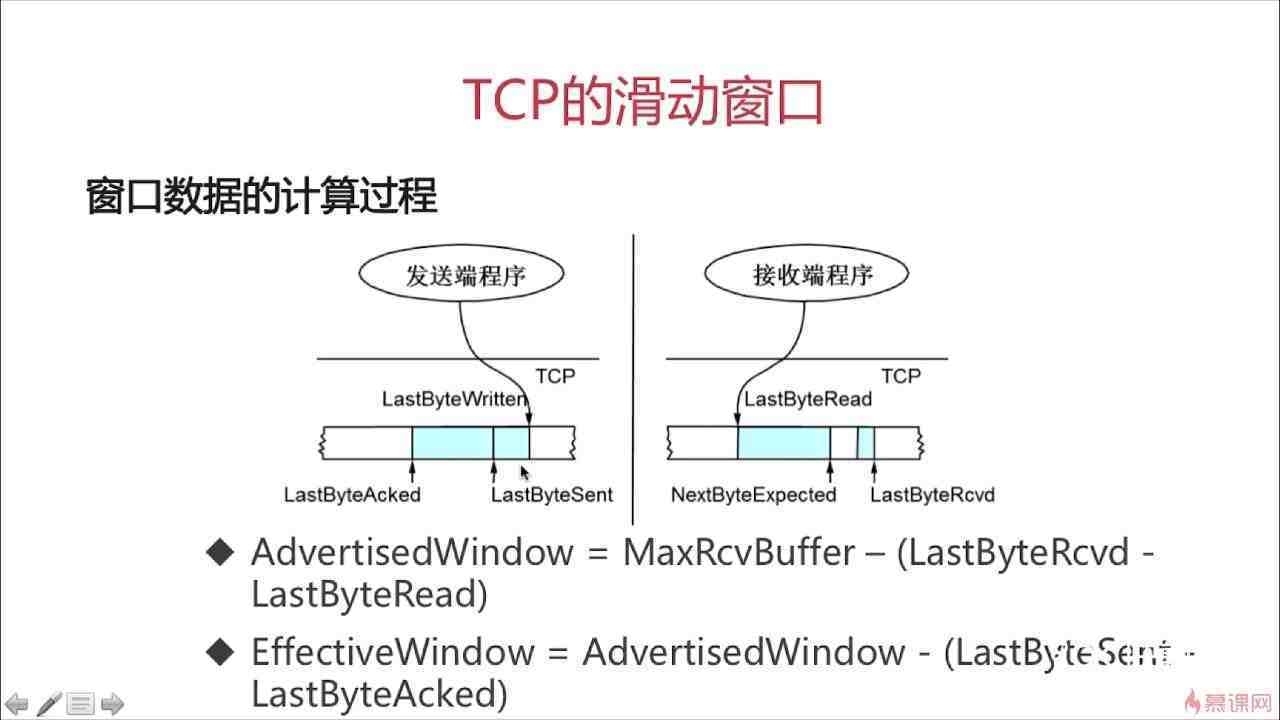 TCP的滑动窗口
窗口数据的计算过程
发送端程序
接收端程序
TCP
TCP
LastByteWritten
LastByteRead
LastByteAcked
LastByteSent
NextByteExpected
LastByteRcvd
AdvertisedWindow = MaxRcvBuffer – (LastByteRcvd -
LastByteRead)
EffectiveWindow = AdvertisedWindow - (LastByteSent -
LastByteAcked)
慕课网